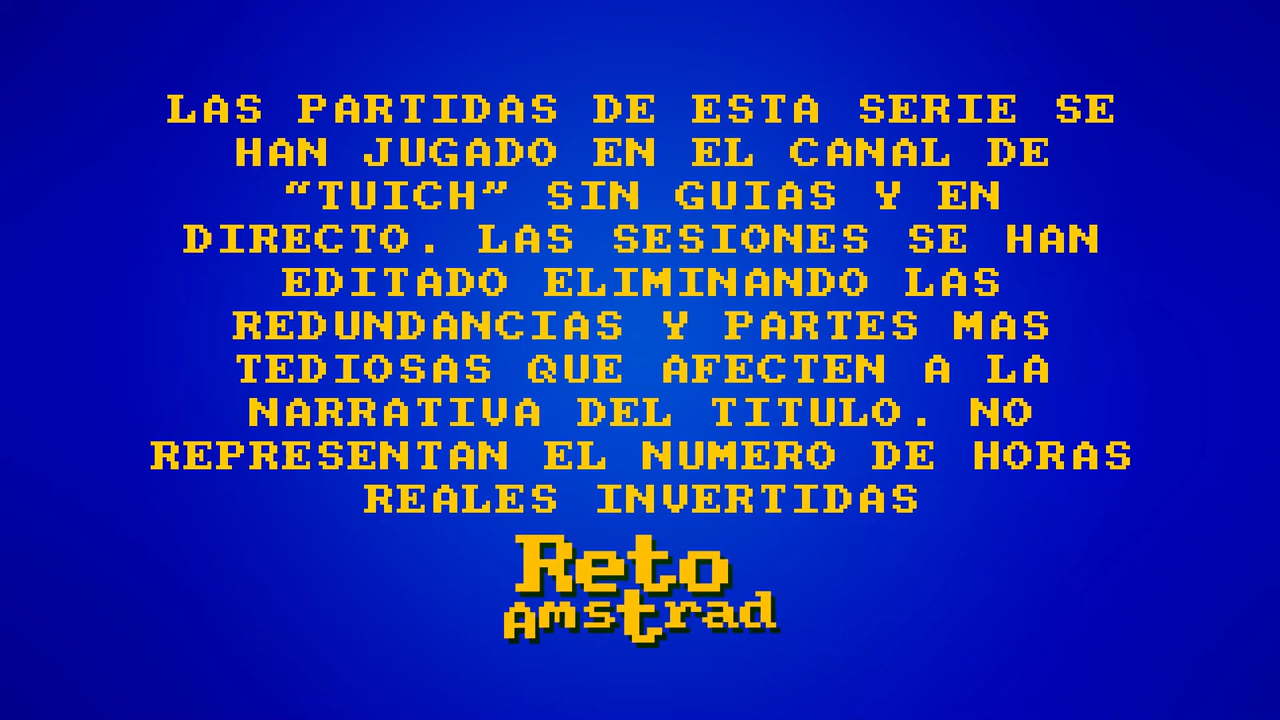 LAS PARTIDAS DE ESTA SERIE SE
HAN JUGADO EN EL CANAL DE
"TUICH" SIN GUIAS Y EN
DIRECTO. LAS SESIONES SE HAN
EDITADO ELIMINANDO LAS
REDUNDANCIAS Y PARTES MAS
TEDIOSAS QUE AFECTEN A LA
NARRATIVA DEL TITULO. NO
REPRESENTAN EL NUMERO DE HORAS
REALES INVERTIDAS
Reto
Amstrad